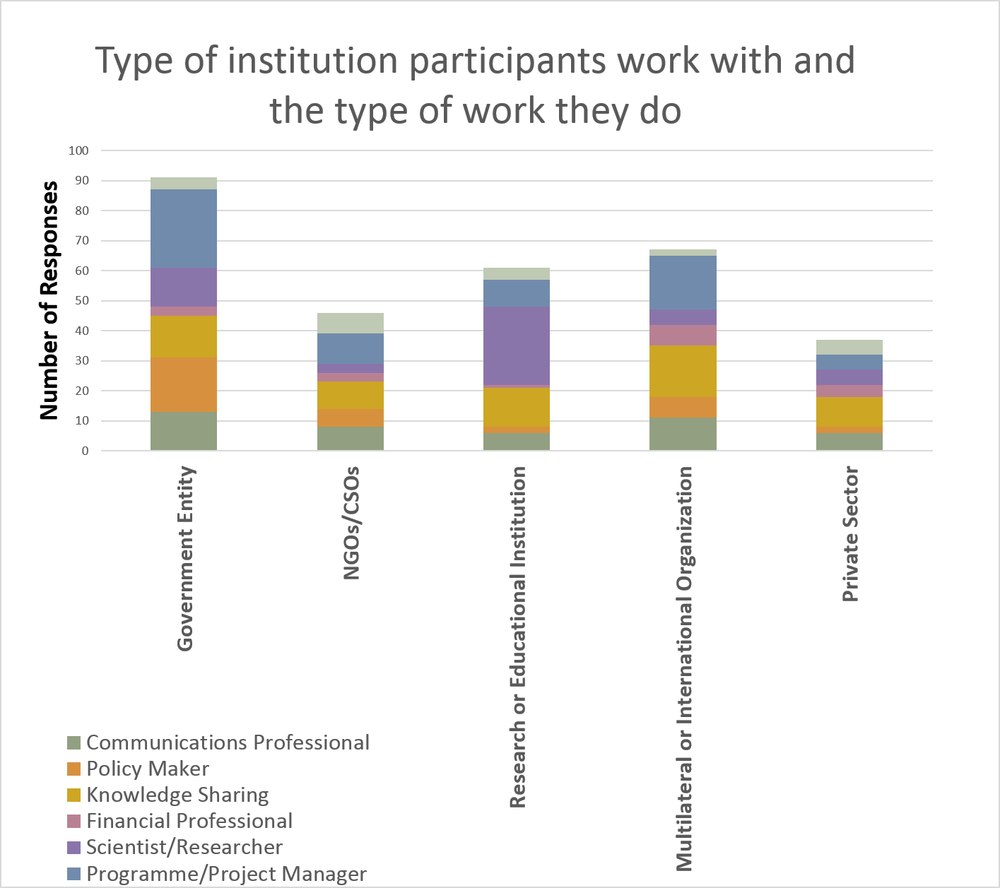 Type of institution participants work with and
the type of work they do
Number of Responses
100
90
80
70
60
50
40
30
20
10
0
Government Entity
NGOs/CSOs
Research or Educational Institution
Multilateral or International Organization
Private Sector
Communications Professional
Policy Maker
Knowledge Sharing
Financial Professional
Scientist/Researcher
Programme/Project Manager